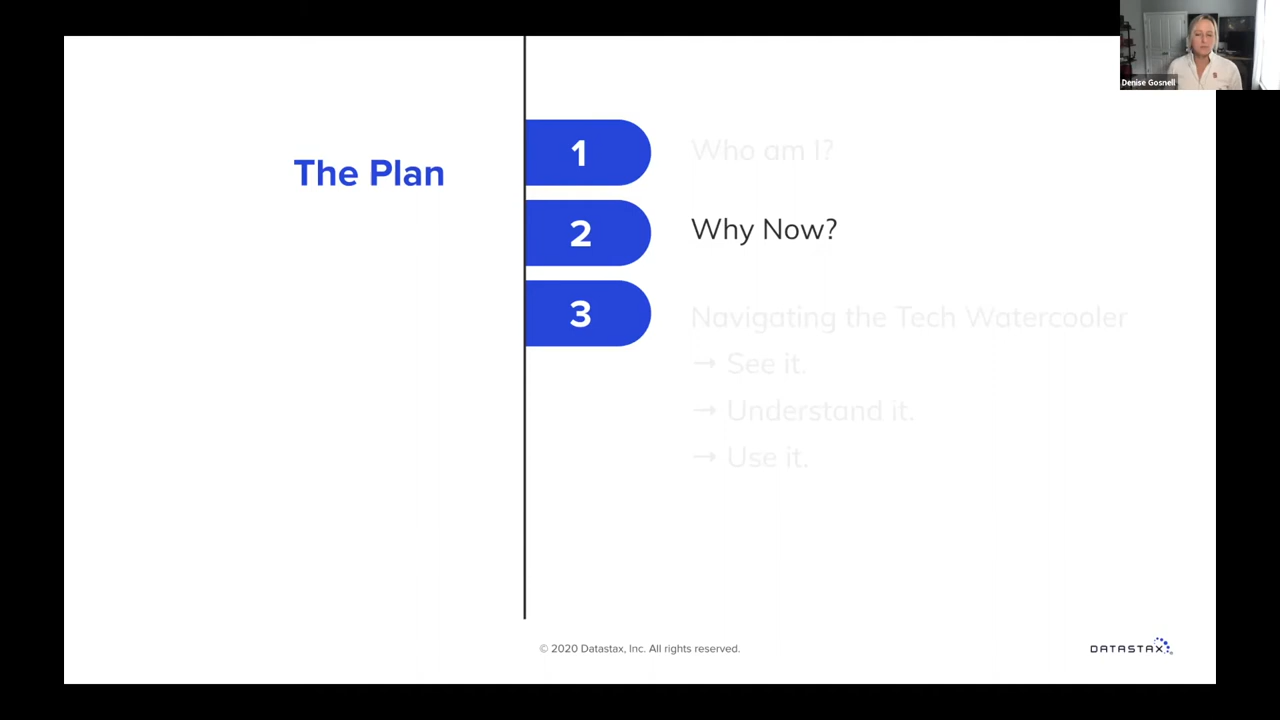 Denise Gosnell
The Plan
1
Who am I?
2
Why Now?
3
Navigating the Tech Watercooler
→ See it.
→ Understand it.
→ Use it.
© 2020 Datastax, Inc. All rights reserved.
DATASTAX